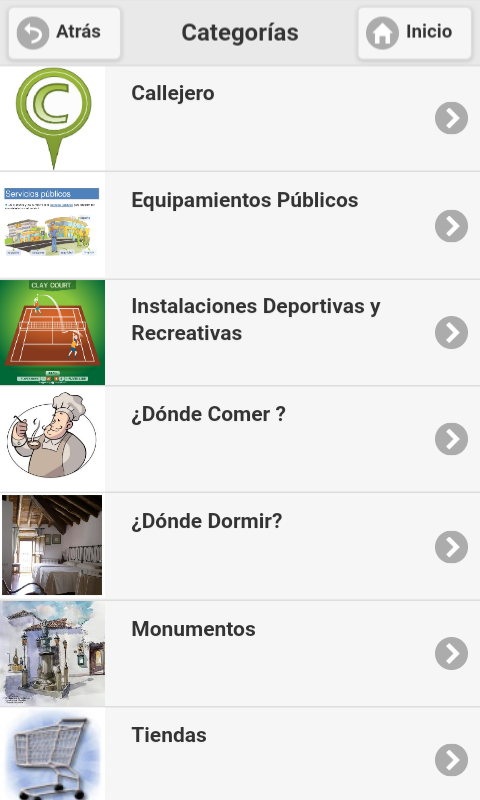 Atrás
Categorías
Inicio
C
Callejero
Servicios públicos
Equipamientos Públicos
CLAY COURT
Instalaciones Deportivas y
Recreativas
¿Dónde Comer ?
¿Dónde Dormir?
Monumentos
Tiendas